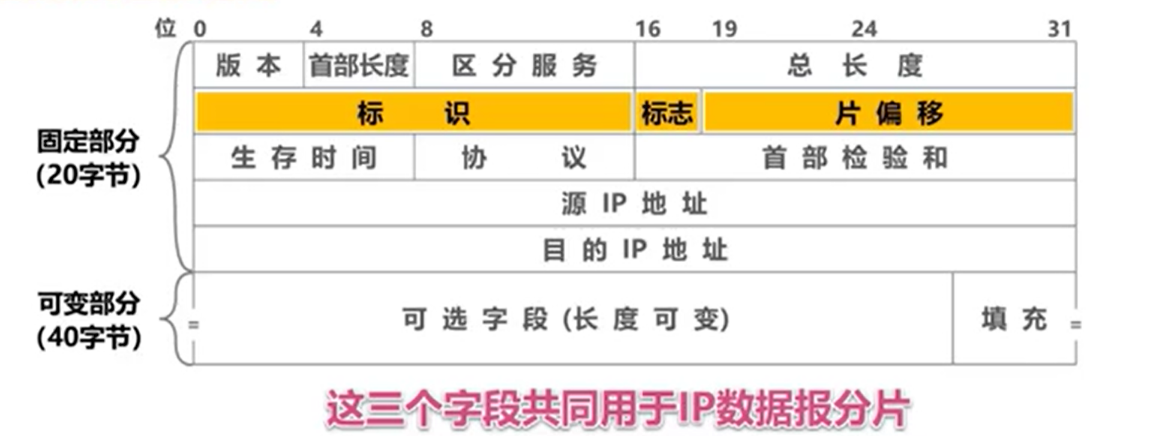 位 0 4 8 16 19 24 31
版本 首部长度 区分服务 总长度
标识 标志 片偏移
固定部分
(20字节)
生存时间 协议 首部检验和
源IP地址
目的IP地址
可变部分
(40字节)
可选字段(长度可变) 填充
这三个字段共同用于IP数据报分片